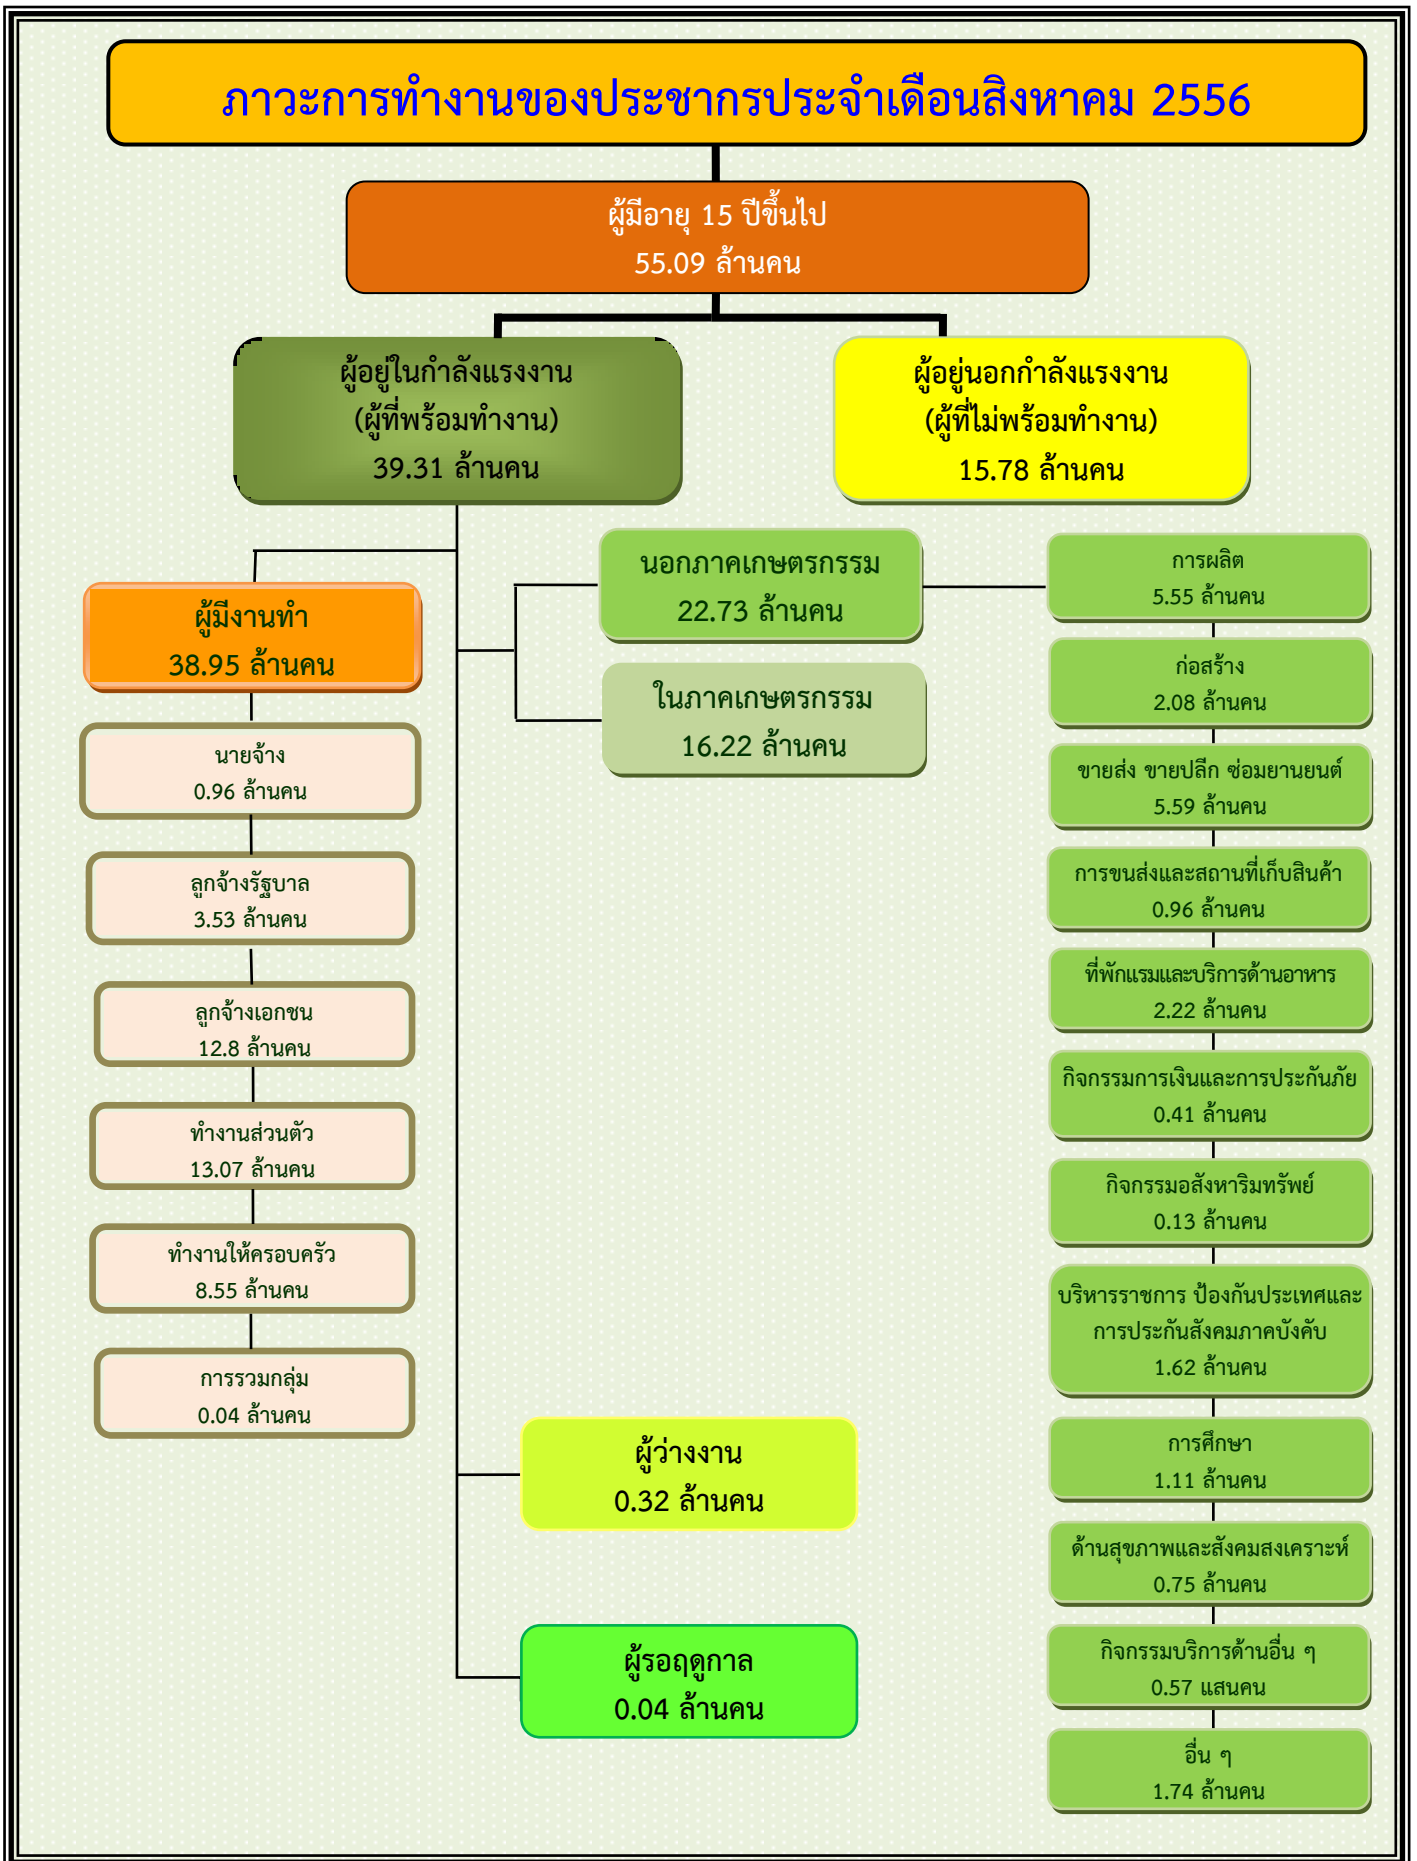 ภาวะการทำงานของประชากรประจำเดือนสิงหาคม 2556
ผู้มีอายุ 15 ปีขึ้นไป
55.09 ล้านคน
ผู้อยู่ในกำลังแรงงาน
(ผู้ที่พร้อมทำงาน)
39.31 ล้านคน
ผู้อยู่นอกกำลังแรงงาน
(ผู้ที่ไม่พร้อมทำงาน)
15.78 ล้านคน
ผู้มีงานทำ
38.95 ล้านคน
นายจ้าง
0.96 ล้านคน
ลูกจ้างรัฐบาล
3.53 ล้านคน
ลูกจ้างเอกชน
12.8 ล้านคน
ทำงานส่วนตัว
13.07 ล้านคน
ทำงานให้ครอบครัว
8.55 ล้านคน
การรวมกลุ่ม
0.04 ล้านคน
นอกภาคเกษตรกรรม
22.73 ล้านคน
ในภาคเกษตรกรรม
16.22 ล้านคน
ผู้ว่างงาน
0.32 ล้านคน
ผู้รอฤดูกาล
0.04 ล้านคน
การผลิต
5.55 ล้านคน
ก่อสร้าง
2.08 ล้านคน
ขายส่ง ขายปลีก ซ่อมยานยนต์
5.59 ล้านคน
การขนส่งและสถานที่เก็บสินค้า
0.96 ล้านคน
ที่พักแรมและบริการด้านอาหาร
2.22 ล้านคน
กิจกรรมการเงินและการประกันภัย
0.41 ล้านคน
กิจกรรมอสังหาริมทรัพย์
0.13 ล้านคน
บริหารราชการ ป้องกันประเทศและ
การประกันสังคมภาคบังคับ
1.62 ล้านคน
การศึกษา
1.11 ล้านคน
ด้านสุขภาพและสังคมสงเคราะห์
0.75 ล้านคน
กิจกรรมบริการด้านอื่น ๆ
0.57 แสนคน
อื่น ๆ
1.74 ล้านคน